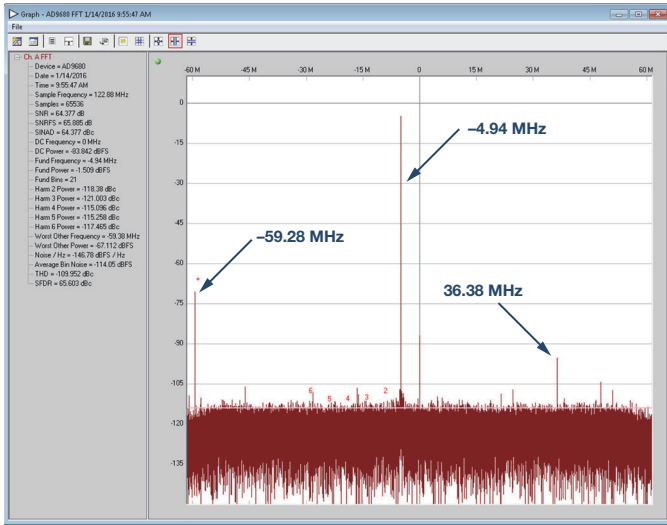 Graph - AD9680 FFT 1/14/2016 9:55:47 AM
File
Ch. A FFT
Device = AD9680
Date = 1/14/2016
Time = 9:55:47 AM
Sample Frequency = 122.88 MHz
Samples = 65536
SNR = 64.377 dB
SNRFS = 65.885 dB
SINAD = 64.377 dBc
DC Frequency = 0 MHz
DC Power = -83.842 dBFS
Fund Frequency = -4.94 MHz
Fund Power = -1.509 dBFS
Fund Bins = 21
Harm 2 Power = -118.38 dBc
Harm 3 Power = -121.003 dBc
Harm 4 Power = -115.096 dBc
Harm 5 Power = -115.258 dBc
Harm 6 Power = -117.465 dBc
Worst Other Frequency = -59.38 MHz
Worst Other Power = -67.112 dBFS
Noise / Hz = -146.78 dBFS / Hz
Average Bin Noise = -114.05 dBFS
THD = -109.952 dBc
SFDR = 65.603 dBc
-60 M -45 M -30 M -15 M 0 15 M 30 M 45 M 60 M
0
-15
-30
-45
-60
-75
-90
-105
-120
-135
–4.94 MHz
–59.28 MHz
36.38 MHz
+
6 5 4 3 2